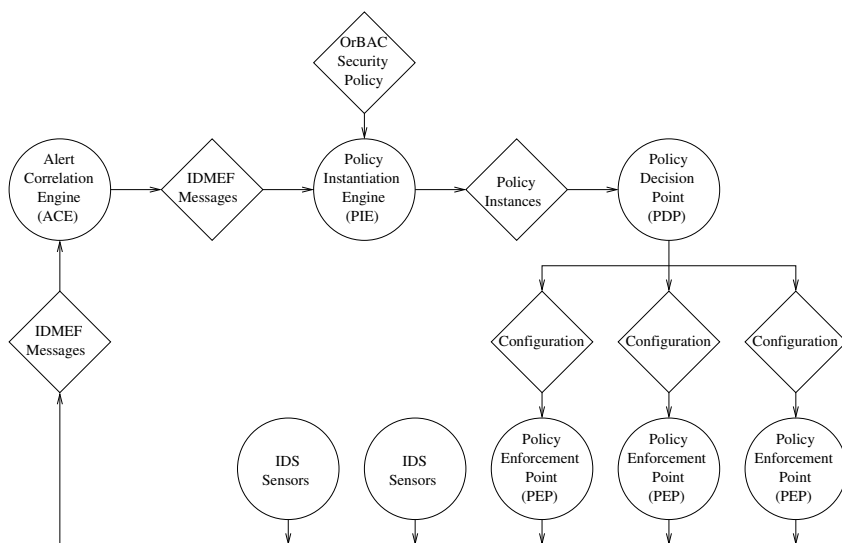 OrBAC
Security
Policy
Alert
Correlation
Engine
(ACE)
IDMEF
Messages
Policy
Instantiation
Engine
(PIE)
Policy
Instances
Policy
Decision
Point
(PDP)
IDMEF
Messages
Configuration
Configuration
Configuration
IDS
Sensors
IDS
Sensors
Policy
Enforcement
Point
(PEP)
Policy
Enforcement
Point
(PEP)
Policy
Enforcement
Point
(PEP)